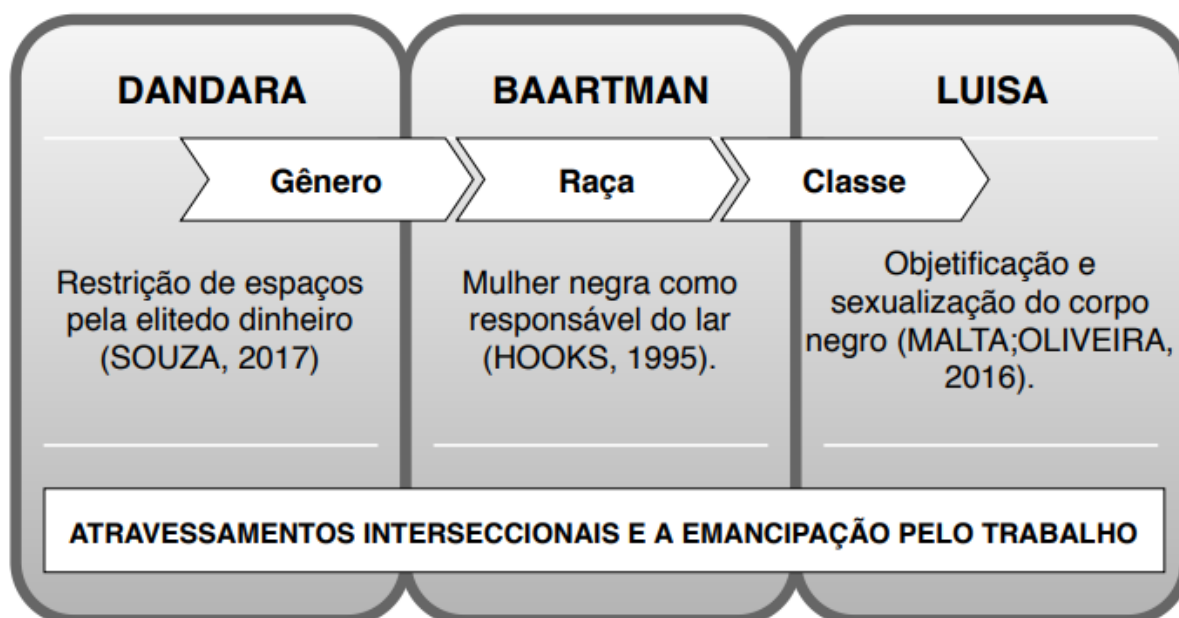 DANDARA
BAARTMAN
LUISA
Gênero
Raça
Classe
Restrição de espaços
pela elitedo dinheiro
(SOUZA, 2017)
Mulher negra como
responsável do lar
(HOOKS, 1995).
Objetificação e
sexualização do corpo
negro (MALTA;OLIVEIRA,
2016).
ATRAVESSAMENTOS INTERSECCIONAIS E A EMANCIPAÇÃO PELO TRABALHO